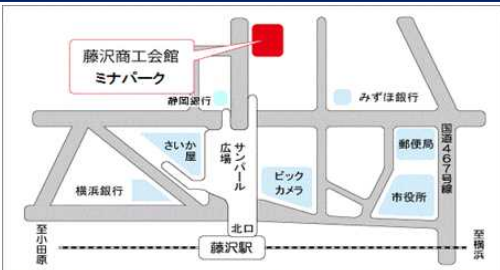 藤沢商工会館
ミナパーク
静岡銀行
みずほ銀行
さいか
屋
サンパール
広場
ビック
カメラ
郵便局
国道467号線
横浜銀行
市役所
北口
至小田原
藤沢駅
至横浜